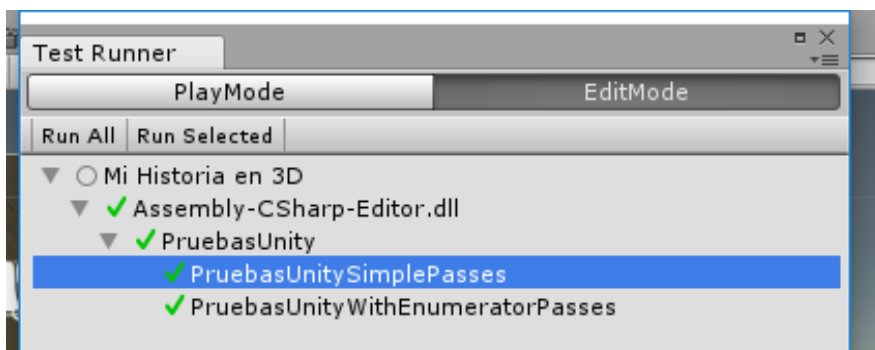 Test Runner
PlayMode EditMode
Run All Run Selected
Mi Historia en 3D
Assembly-CSharp-Editor.dll
PruebasUnity
PruebasUnitySimplePasses
PruebasUnityWithEnumeratorPasses